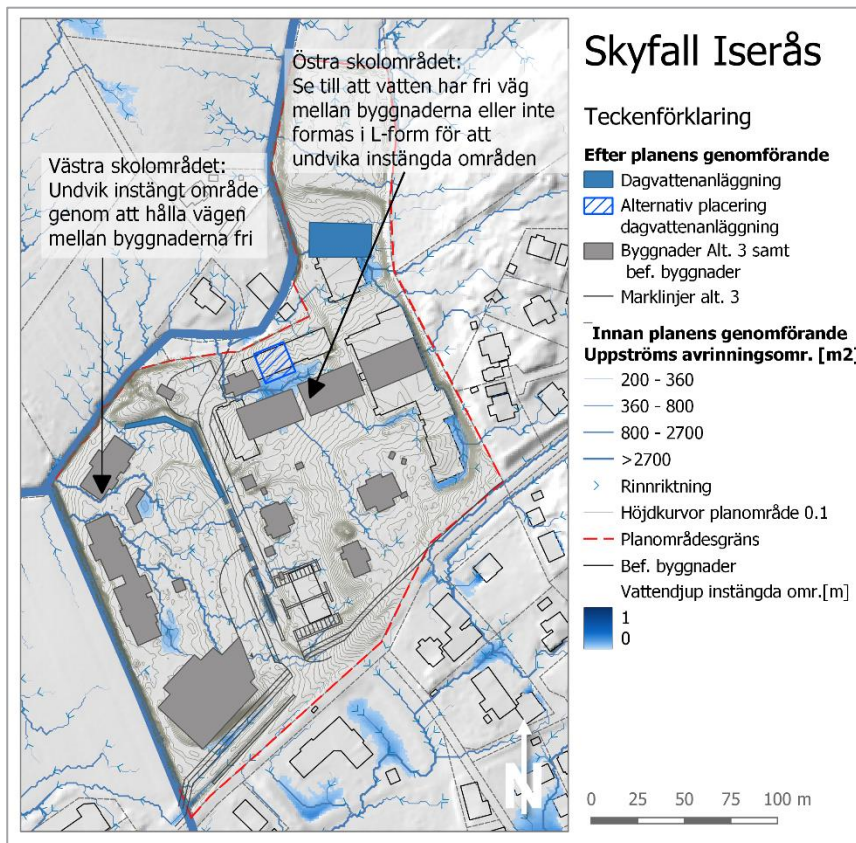 Skyfall Iserås
Östra skolområdet:
Se till att vatten har fri väg
mellan byggnaderna eller inte
formas i L-form för att
undvika instängda områden
Västra skolområdet:
Undvik instängt område
genom att hålla vägen
mellan byggnaderna fri
N
Teckenförklaring
Efter planens genomförande
Dagvattenanläggning
Alternativ placering
dagvattenanläggning
Byggnader Alt. 3 samt
bef. byggnader
Marklinjer alt. 3
Innan planens genomförande
Uppströms avrinningsomr. [m2]
200 - 360
360 - 800
800 - 2700
>2700
Rinnriktning
Höjdkurvor planområde 0.1
Planområdesgräns
Bef. byggnader
Vattendjup instängda omr.[m]
1
0
0 25 50 75 100 m